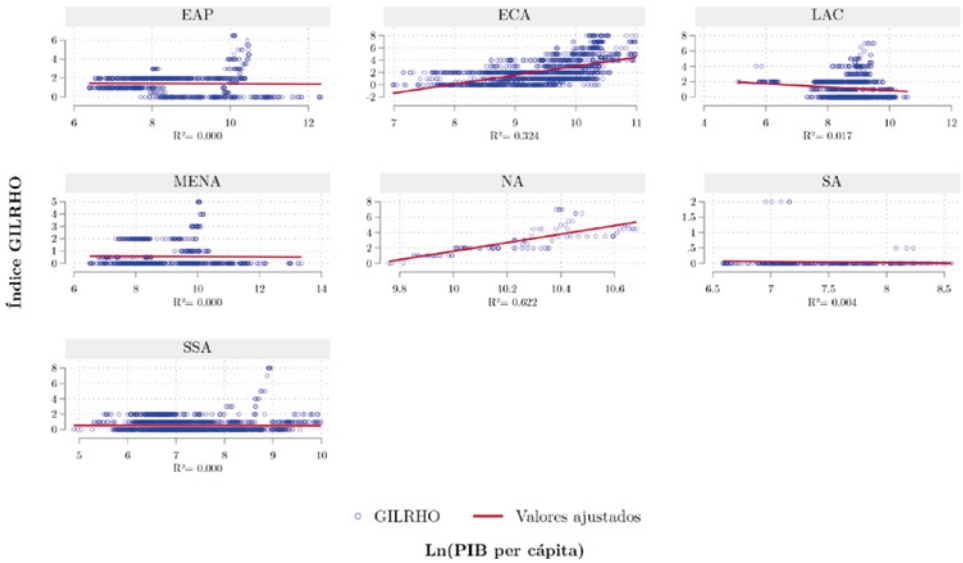 EAP
6
4
2
0
6 8 10 12
R²= 0.000
ECA
8
6
4
2
0
-2
7 8 9 10 11
R²= 0.324
LAC
8
6
4
2
0
4 6 8 10 12
R²= 0.017
Índice GILRHO
MENA
5
4
3
2
1
0
6 8 10 12 14
R²= 0.000
NA
8
6
4
2
0
9.8 10 10.2 10.4 10.6
R²= 0.622
SA
2
1.5
1
.5
0
6.5 7 7.5 8 8.5
R²= 0.004
SSA
8
6
4
2
0
5 6 7 8 9 10
R²= 0.000
GILRHO Valores ajustados
Ln(PIB per cápita)